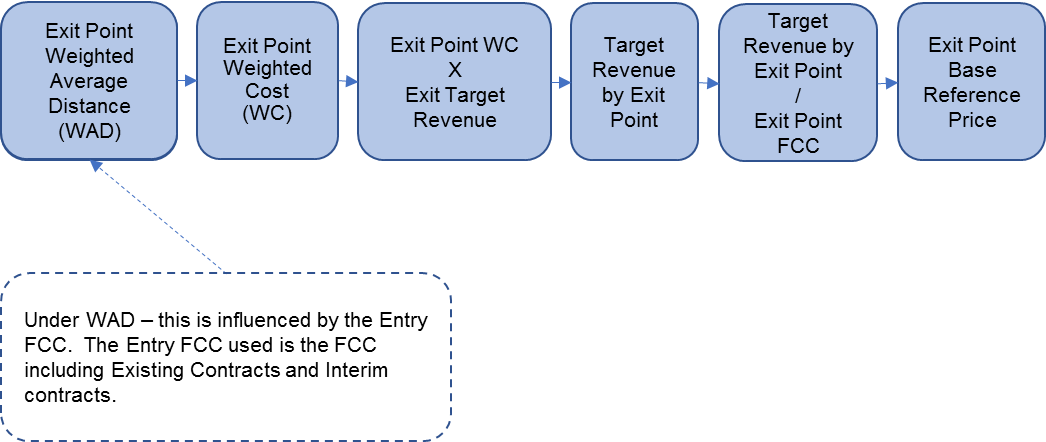 Exit Point
Weighted
Average
Distance
(WAD)
Exit Point
Weighted
Cost
(WC)
Exit Point WC
X
Exit Target
Revenue
Target
Revenue
by Exit
Point
Target
Revenue by
Exit Point
/
Exit Point
FCC
Exit Point
Base
Reference
Price
Under WAD – this is influenced by the Entry
FCC.  The Entry FCC used is the FCC
including Existing Contracts and Interim
contracts.